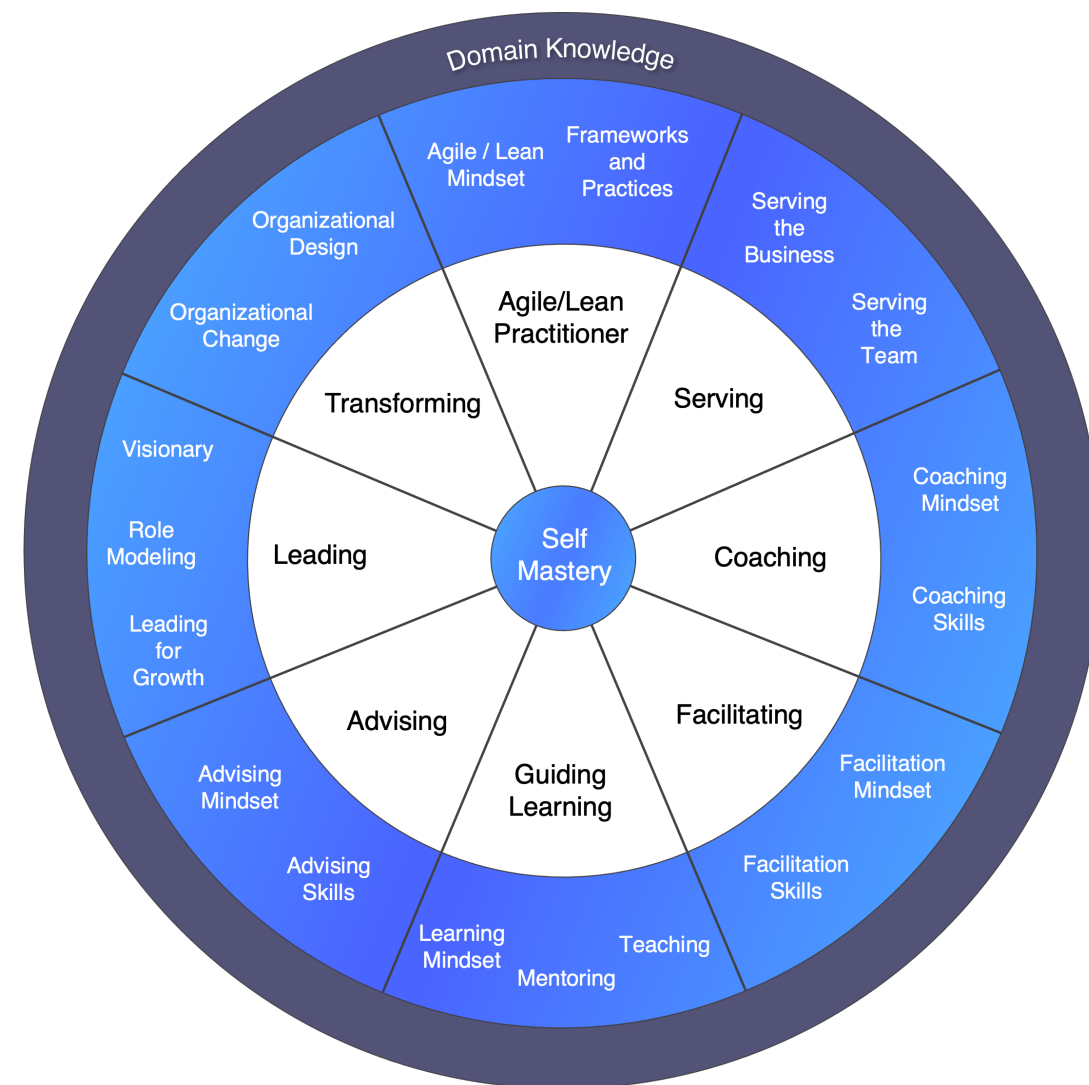 Domain Knowledge
Agile / Lean
Mindset
Frameworks
and
Practices
Serving
the
Business
Serving
the
Team
Coaching
Mindset
Coaching
Skills
Facilitation
Mindset
Facilitation
Skills
Teaching
Mentoring
Learning
Mindset
Advising
Skills
Advising
Mindset
Leading
for
Growth
Role
Modeling
Visionary
Organizational
Change
Organizational
Design
Agile/Lean
Practitioner
Serving
Coaching
Facilitating
Guiding
Learning
Advising
Leading
Transforming
Self
Mastery